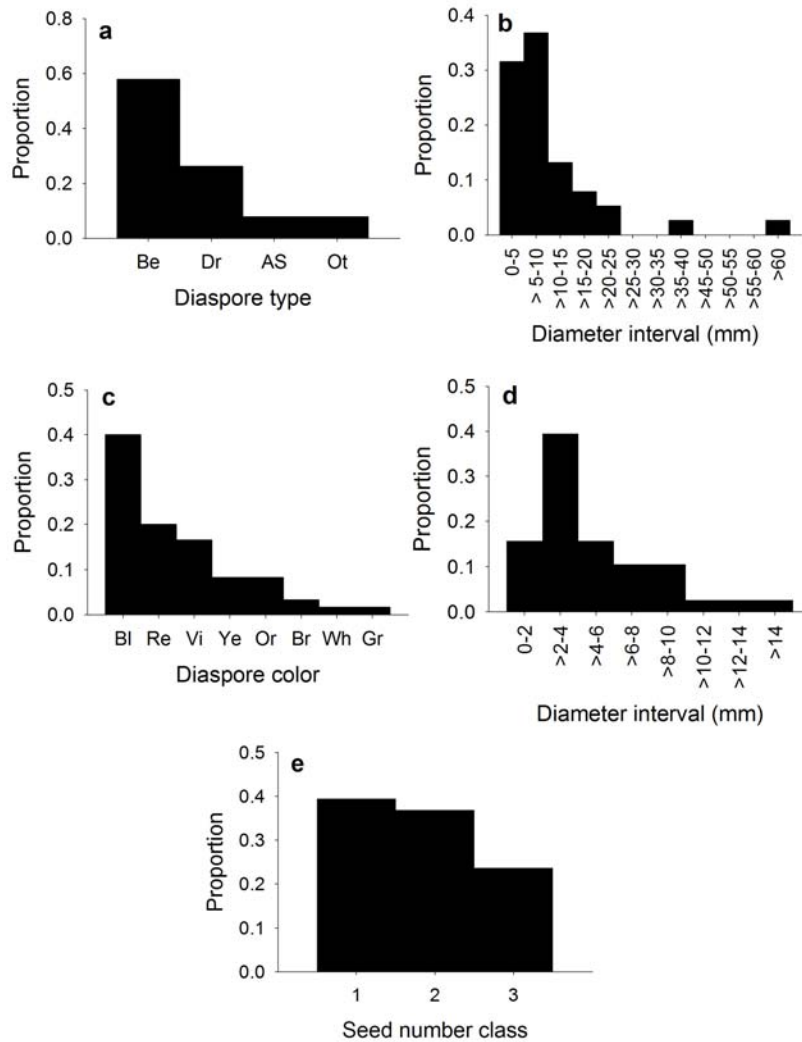 a
Proportion
0.8
0.6
0.4
0.2
0.0
Be Dr AS Ot
Diaspore type
b
Proportion
0.4
0.3
0.2
0.1
0.0
0-5
> 5-10
>10-15
>15-20
>20-25
>25-30
>30-35
>35-40
>45-50
>50-55
>55-60
>60
Diameter interval (mm)
c
Proportion
0.5
0.4
0.3
0.2
0.1
0.0
Bl Re Vi Ye Or Br Wh Gr
Diaspore color
d
Proportion
0.5
0.4
0.3
0.2
0.1
0.0
0-2
>2-4
>4-6
>6-8
>8-10
>10-12
>12-14
>14
Diameter interval (mm)
e
Proportion
0.5
0.4
0.3
0.2
0.1
0.0
1 2 3
Seed number class